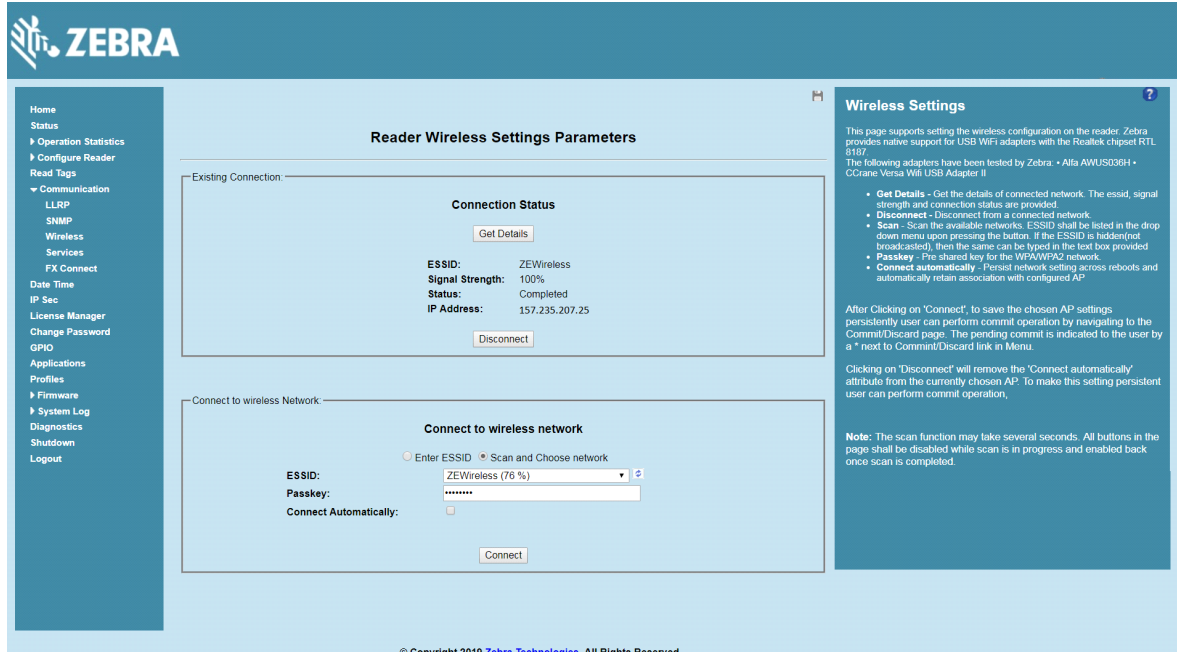 ZEBRA
Home
Status
Operation Statistics
Configure Reader
Read Tags
Communication
LLRP
SNMP
Wireless
Services
FX Connect
Date Time
IP Sec
License Manager
Change Password
GPIO
Applications
Profiles
Firmware
System Log
Diagnostics
Shutdown
Logout
Reader Wireless Settings Parameters
Existing Connection:
Connection Status
Get Details
ESSID: ZEWireless
Signal Strength: 100%
Status: Completed
IP Address: 157.235.207.25
Disconnect
Connect to wireless Network:
Connect to wireless network
Enter ESSID Scan and Choose network
ESSID: ZEWireless (76 %)
Passkey: ••••••••
Connect Automatically:
Connect
?
Wireless Settings
This page supports setting the wireless configuration on the reader. Zebra
provides native support for USB WiFi adapters with the Realtek chipset RTL
8187.
The following adapters have been tested by Zebra: • Alfa AWUS036H •
CCrane Versa Wifi USB Adapter II
• Get Details - Get the details of connected network. The essid, signal
strength and connection status are provided.
• Disconnect - Disconnect from a connected network.
• Scan - Scan the available networks. ESSID shall be listed in the drop
down menu upon pressing the button. If the ESSID is hidden(not
broadcasted), then the same can be typed in the text box provided
• Passkey - Pre shared key for the WPA/WPA2 network.
• Connect automatically - Persist network setting across reboots and
automatically retain association with configured AP
After Clicking on 'Connect', to save the chosen AP settings
persistently user can perform commit operation by navigating to the
Commit/Discard page. The pending commit is indicated to the user by
a * next to Commint/Discard link in Menu.
Clicking on 'Disconnect' will remove the 'Connect automatically'
attribute from the currently chosen AP. To make this setting persistent
user can perform commit operation,
Note: The scan function may take several seconds. All buttons in the
page shall be disabled while scan is in progress and enabled back
once scan is completed.
© Copyright 2019 Zebra Technologies. All Rights Reserved.